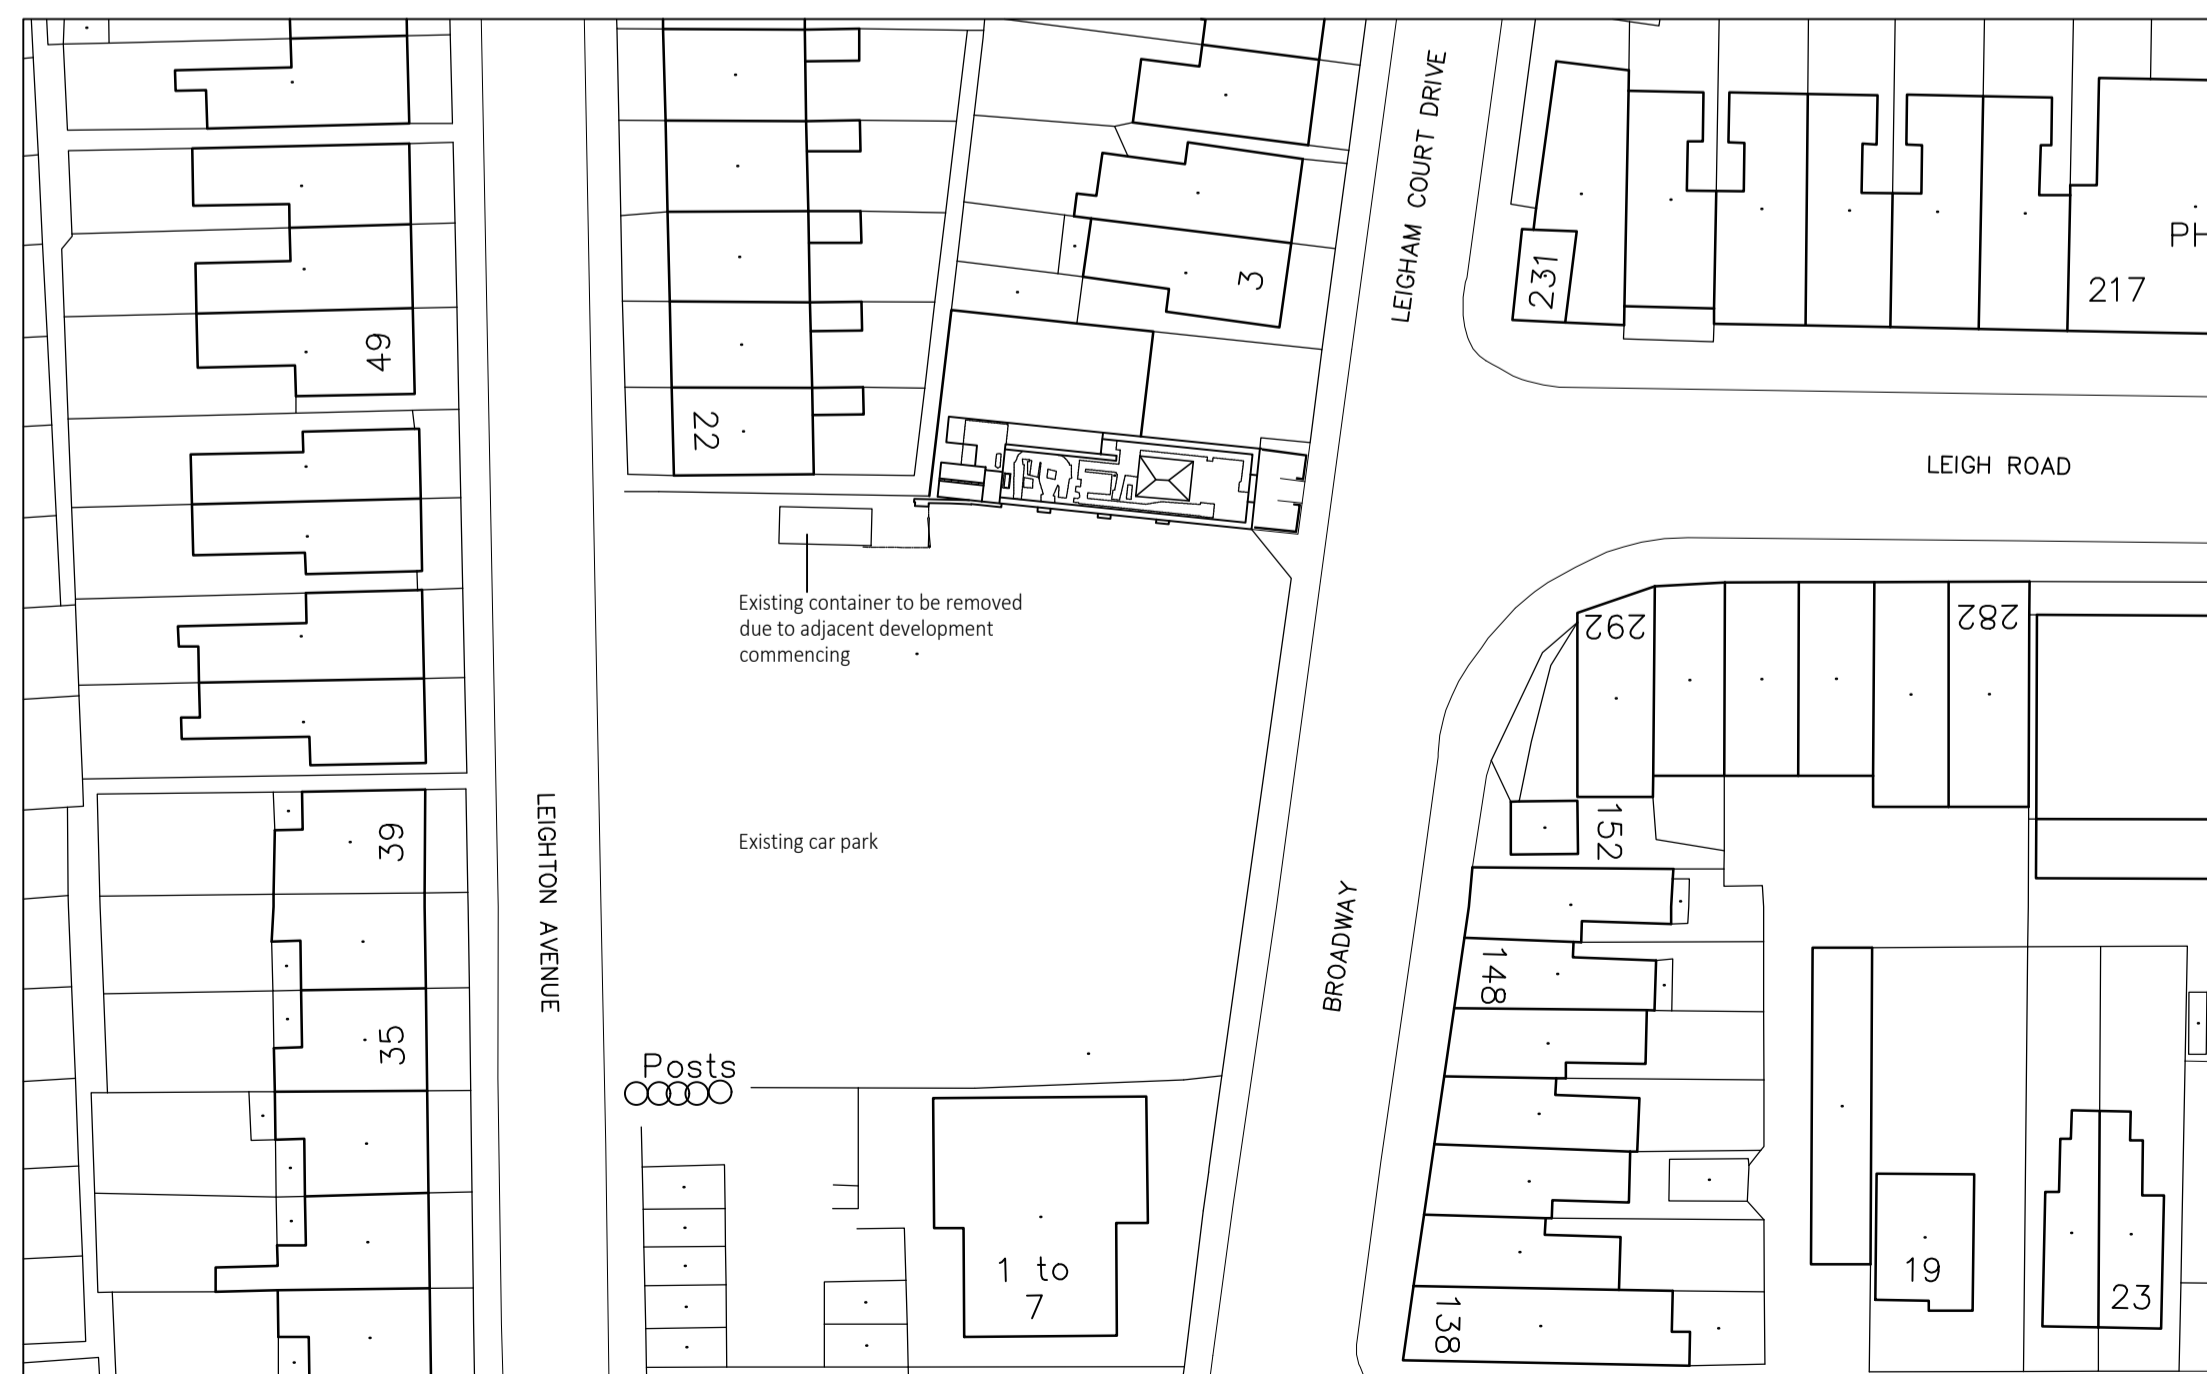 LEIGHAM COURT DRIVE
PH
3
231
217
49
22
LEIGH ROAD
Existing container to be removed
due to adjacent development
commencing
292
282
39
152
Existing car park
LEIGHTON AVENUE
BROADWAY
148
35
Posts
1 to
7
19
23
138